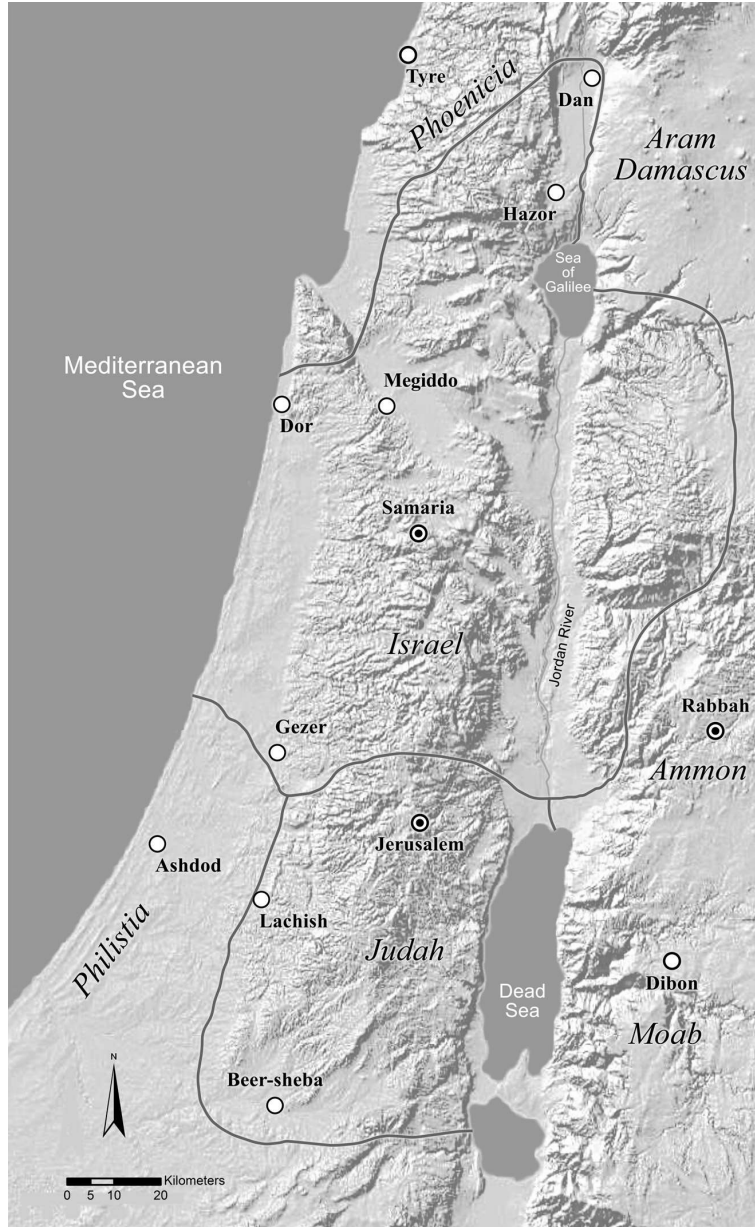 Tyre
Phoenicia
Dan
Aram
Damascus
Hazor
Sea
of
Galilee
Mediterranean
Sea
Megiddo
Dor
Samaria
Israel
Jordan River
Rabbah
Gezer
Ammon
Jerusalem
Ashdod
Lachish
Philistia
Judah
Dibon
Dead
Sea
Moab
N
Beer-sheba
Kilometers
0 5 10 20